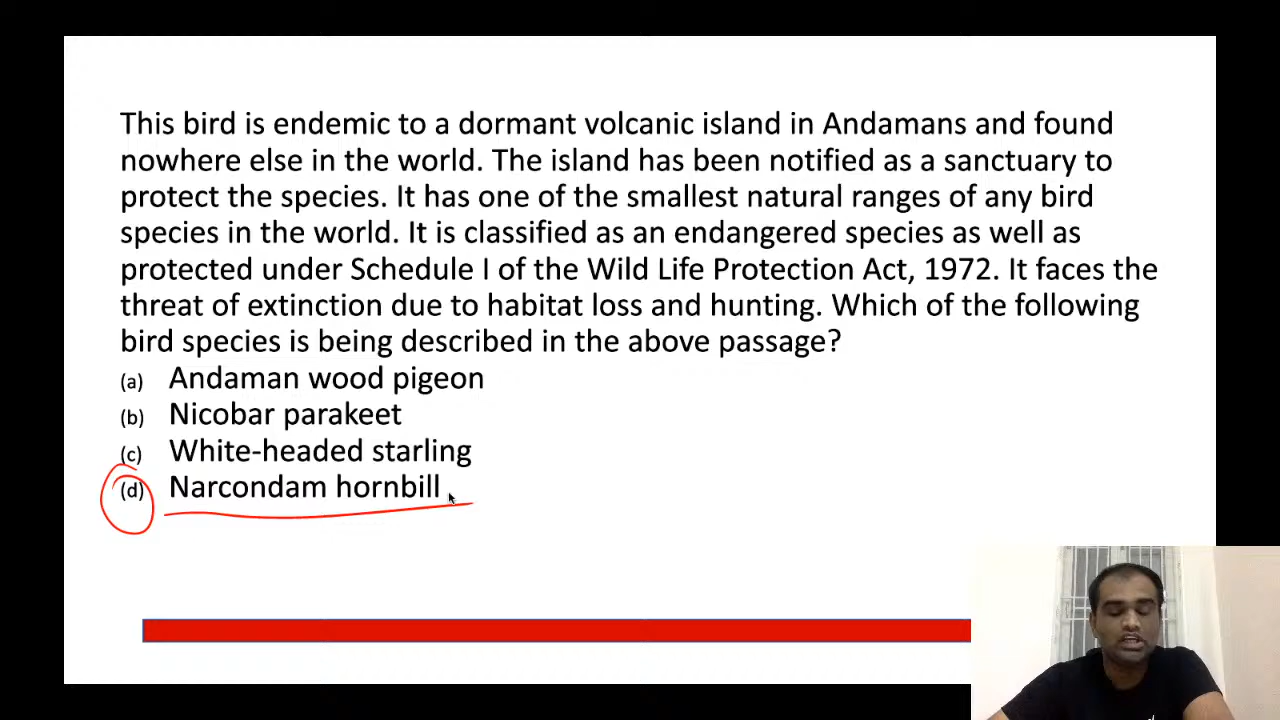 This bird is endemic to a dormant volcanic island in Andamans and found
nowhere else in the world. The island has been notified as a sanctuary to
protect the species. It has one of the smallest natural ranges of any bird
species in the world. It is classified as an endangered species as well as
protected under Schedule I of the Wild Life Protection Act, 1972. It faces the
threat of extinction due to habitat loss and hunting. Which of the following
bird species is being described in the above passage?
(a) Andaman wood pigeon
(b) Nicobar parakeet
(c) White-headed starling
(d) Narcondam hornbill